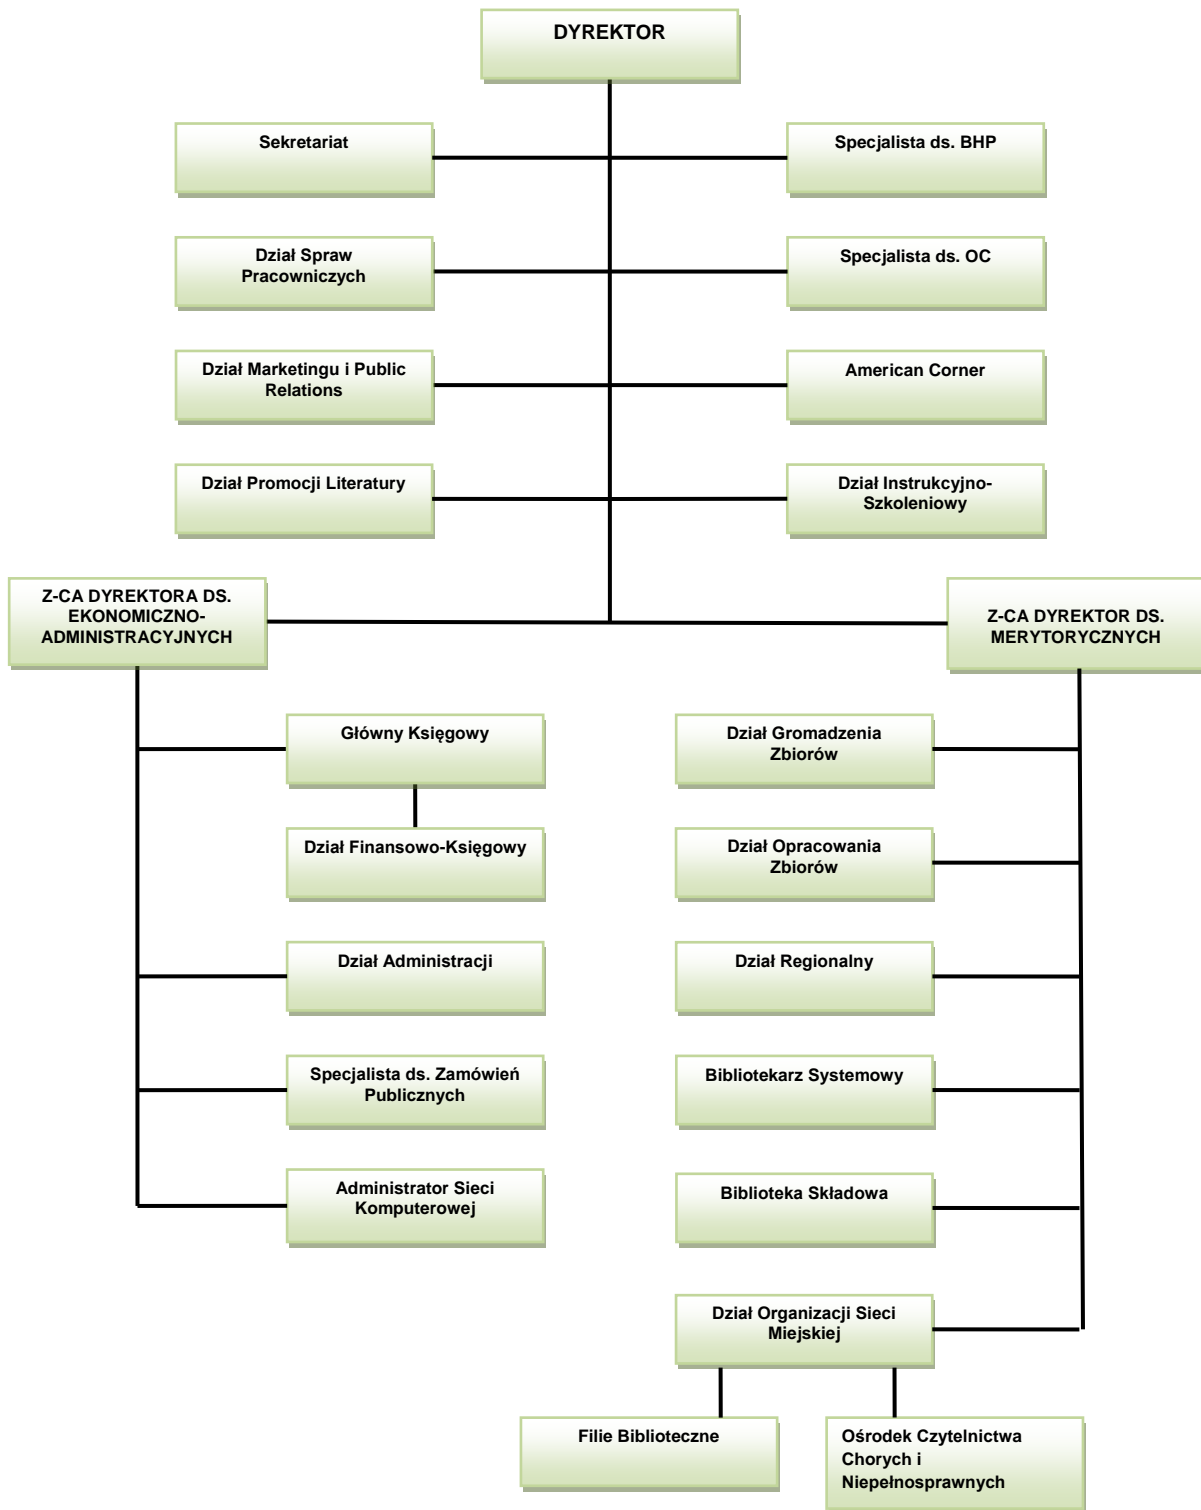 DYREKTOR
Sekretariat
Specjalista ds. BHP
Dział Spraw
Pracowniczych
Specjalista ds. OC
Dział Marketingu i Public
Relations
American Corner
Dział Promocji Literatury
Dział Instrukcyjno-
Szkoleniowy
Z-CA DYREKTORA DS.
EKONOMICZNO-
ADMINISTRACYJNYCH
Z-CA DYREKTOR DS.
MERYTORYCZNYCH
Główny Księgowy
Dział Gromadzenia
Zbiorów
Dział Finansowo-Księgowy
Dział Opracowania
Zbiorów
Dział Administracji
Dział Regionalny
Specjalista ds. Zamówień
Publicznych
Bibliotekarz Systemowy
Administrator Sieci
Komputerowej
Biblioteka Składowa
Dział Organizacji Sieci
Miejskiej
Filie Biblioteczne
Ośrodek Czytelnictwa
Chorych i
Niepełnosprawnych